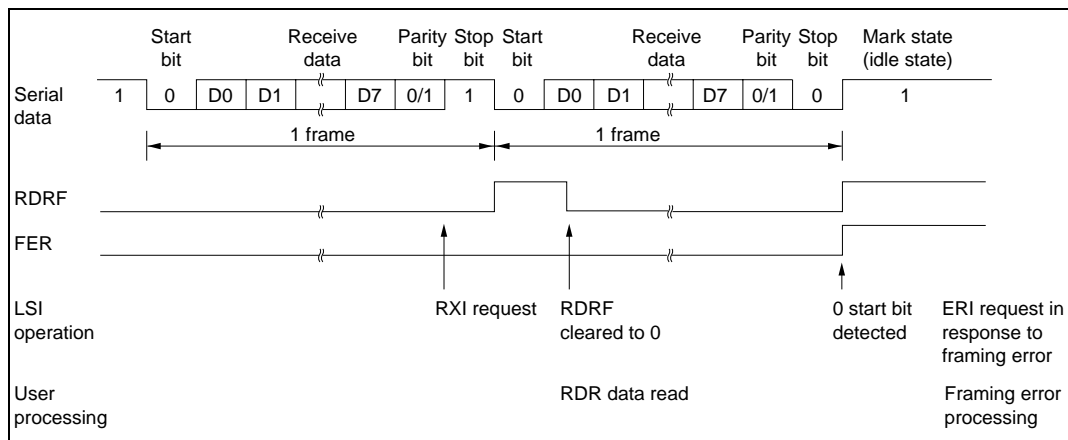 Start bit Receive data Parity bit Stop bit Start bit Receive data Parity bit Stop bit Mark state (idle state)
Serial data 1 0 D0 D1 D7 0/1 1 0 D0 D1 D7 0/1 0 1
1 frame 1 frame
RDRF
FER
LSI operation RXI request RDRF cleared to 0 0 start bit detected ERI request in response to framing error
User processing RDR data read Framing error processing